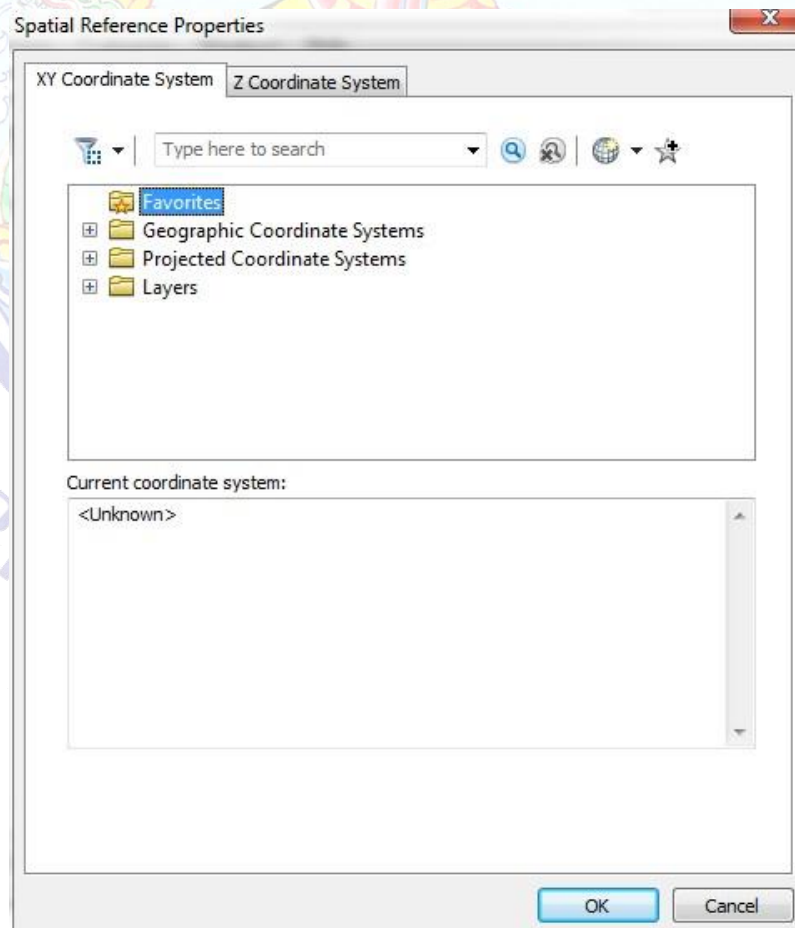 Spatial Reference Properties
XY Coordinate System
Z Coordinate System
Type here to search
Favorites
Geographic Coordinate Systems
Projected Coordinate Systems
Layers
Current coordinate system:
<Unknown>
OK
Cancel